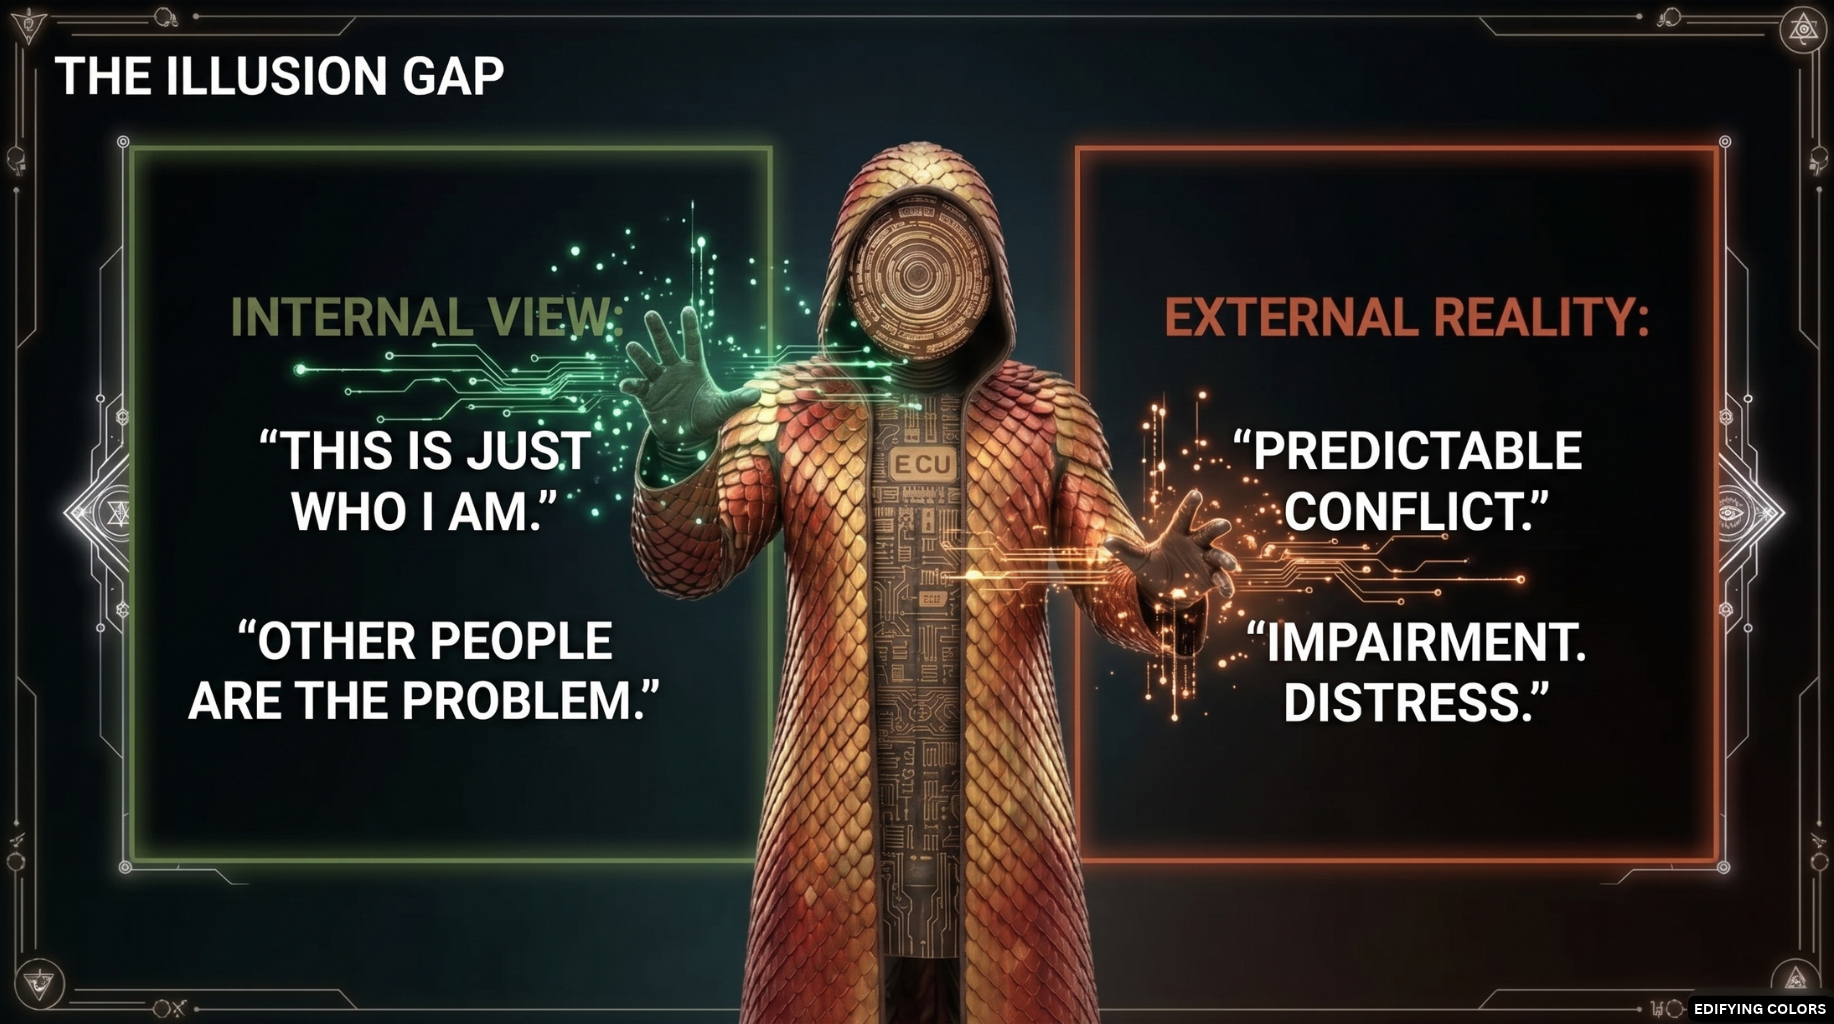 THE ILLUSION GAP
INTERNAL VIEW:
“THIS IS JUST
WHO I AM.”
“OTHER PEOPLE
ARE THE PROBLEM.”
ECU
EXTERNAL REALITY:
“PREDICTABLE
CONFLICT.”
“IMPAIRMENT.
DISTRESS.”
EDIFYING COLORS